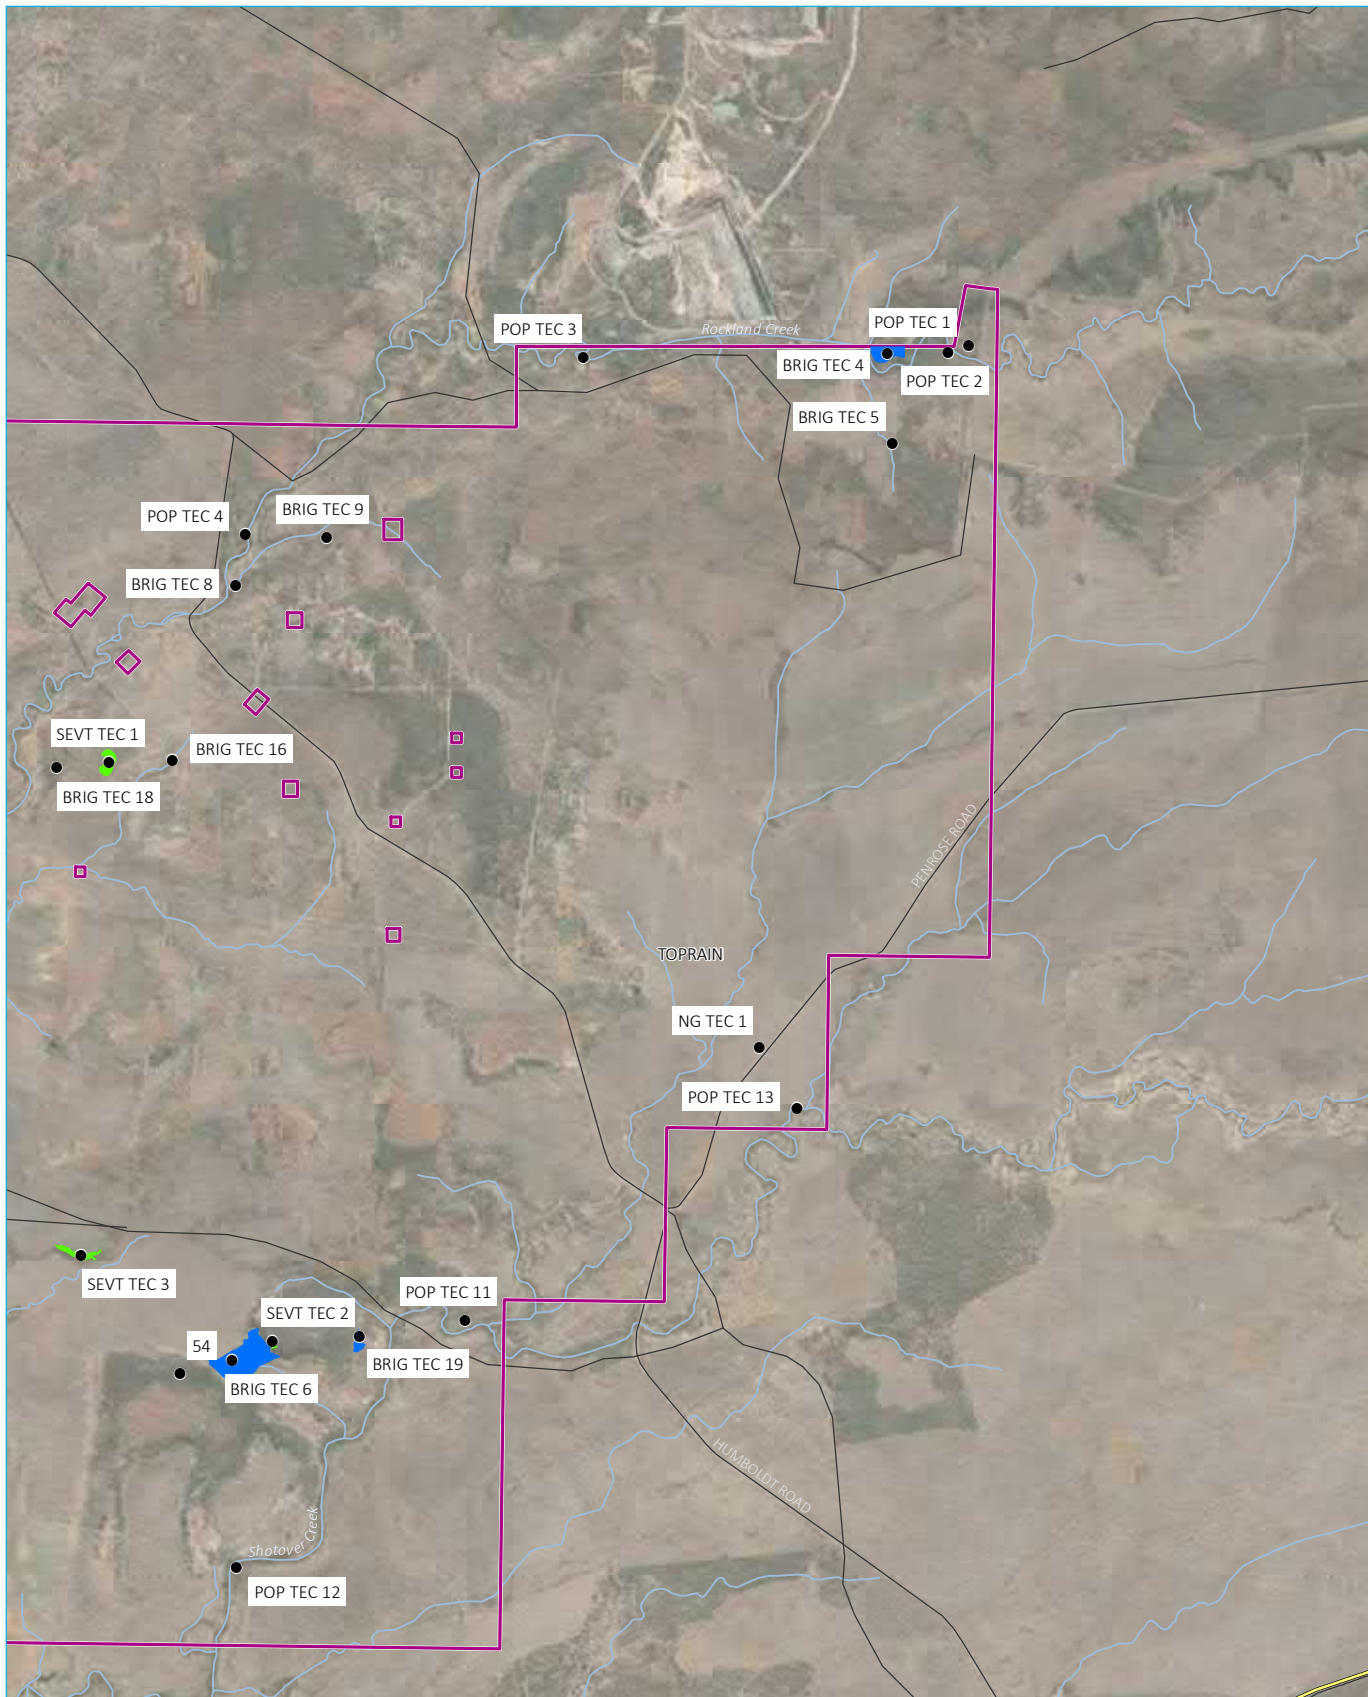 POP TEC 1
POP TEC 3
Rockland Creek
BRIG TEC 4
POP TEC 2
BRIG TEC 5
BRIG TEC 9
POP TEC 4
BRIG TEC 8
SEVT TEC 1
BRIG TEC 16
BRIG TEC 18
PENROSE ROAD
TOPRAIN
NG TEC 1
POP TEC 13
SEVT TEC 3
POP TEC 11
SEVT TEC 2
54
BRIG TEC 19
BRIG TEC 6
HUMBOLDT ROAD
Shotover Creek
POP TEC 12